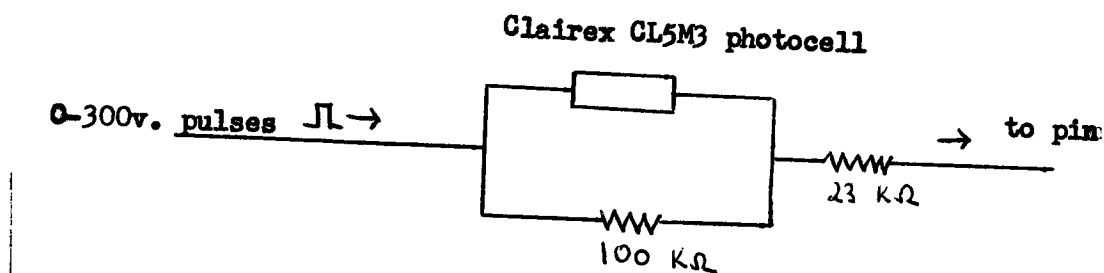 Clairex CL5M3 photocell
0-300v. pulses
to pin
100 KΩ
23 KΩ